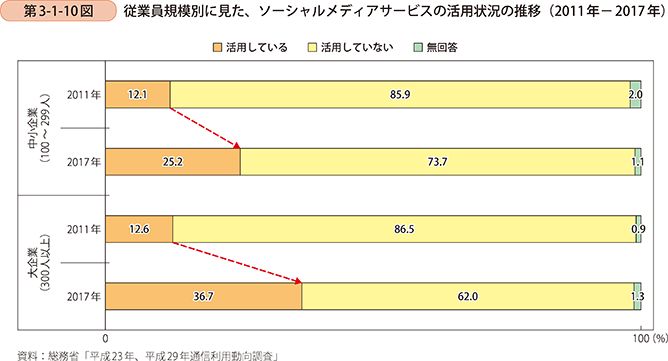 第3-1-10図 従業員規模別に見た、ソーシャルメディアサービスの活用状況の推移（2011年－2017年）
活用している 活用していない 無回答
中小企業
（100～299人）
2011年 12.1 85.9 2.0
2017年 25.2 73.7 1.1
大企業
（300人以上）
2011年 12.6 86.5 0.9
2017年 36.7 62.0 1.3
0 100 (%)
資料：総務省「平成23年、平成29年通信利用動向調査」